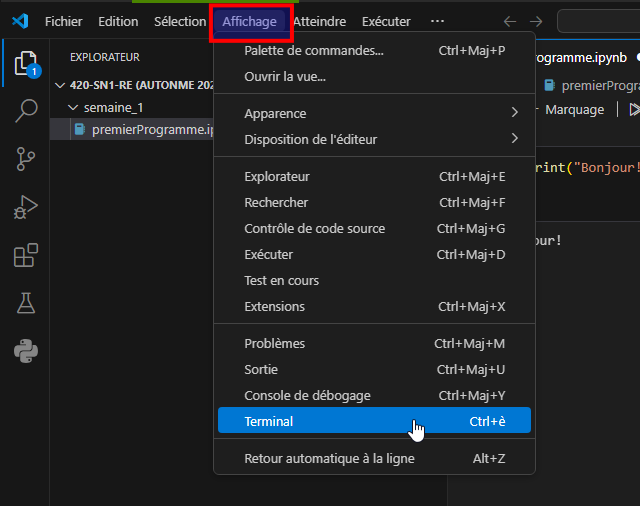 Fichier Edition Sélection Affichage Atteindre Exécuter ···
EXPLORATEUR
420-SN1-RE (AUTONME 202
semaine_1
premierProgramme.i
1
Palette de commandes... Ctrl+Maj+P
Ouvrir la vue...
Apparence
Disposition de l'éditeur
Explorateur Ctrl+Maj+E
Rechercher Ctrl+Maj+F
Contrôle de code source Ctrl+Maj+G
Exécuter Ctrl+Maj+D
Test en cours
Extensions Ctrl+Maj+X
Problèmes Ctrl+Maj+M
Sortie Ctrl+Maj+U
Console de débogage Ctrl+Maj+Y
Terminal Ctrl+è
Retour automatique à la ligne Alt+Z
rogramme.ipynb
premierProgra
Marquage
rint("Bonjour!
our!